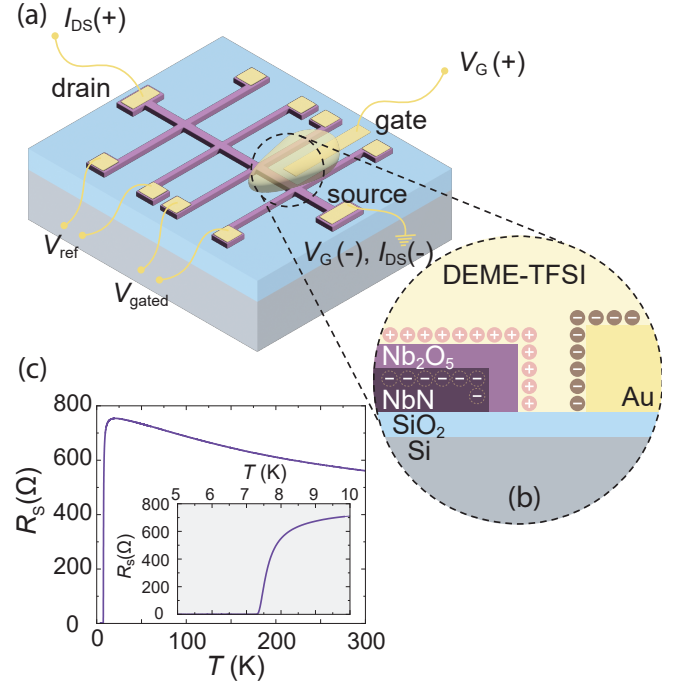 (a)
I_DS(+)
V_G (+)
drain
gate
source
V_ref
V_gated
V_G (-), I_DS(-)
DEME-TFSI
+ + + + + + + + +
- - - -
Nb₂O₅
- - - - - -
NbN
-
Au
SiO₂
Si
(b)
(c)
800
600
400
200
0
R_S(Ω)
0 100 200 300
T (K)
T (K)
5 6 7 8 9 10
800
600
400
200
0
R_s(Ω)